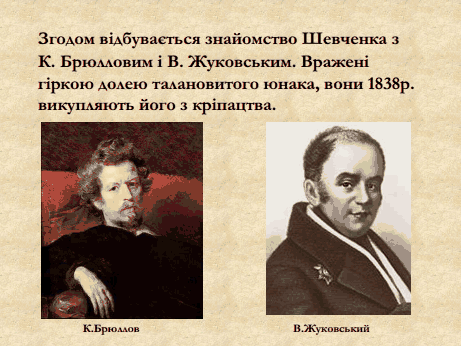 Згодом відбувається знайомство Шевченка з
К. Брюлловим і В. Жуковським. Вражені
гіркою долею талановитого юнака, вони 1838р.
викупляють його з кріпацтва.
К.Брюллов
В.Жуковський